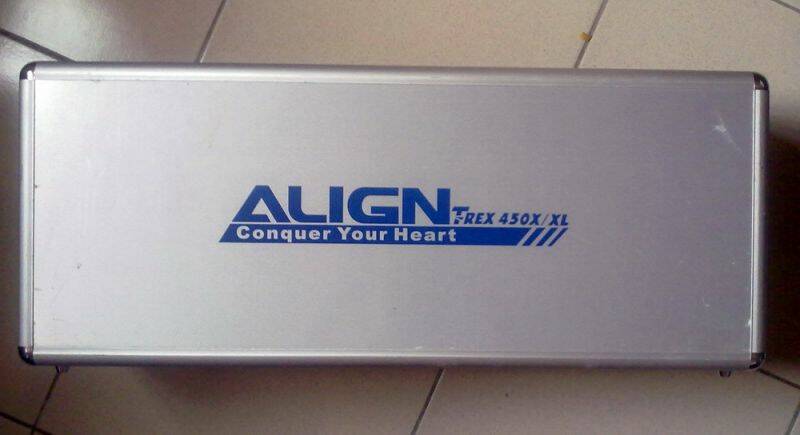 ALIGN T-REX 450X/XL
Conquer Your Heart